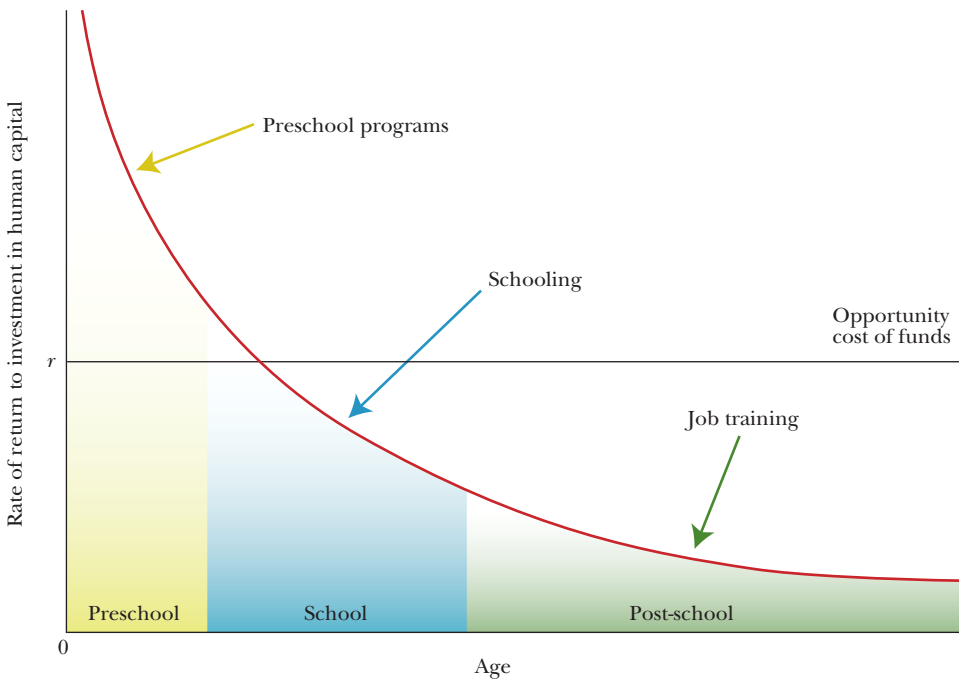 Rate of return to investment in human capital
Preschool programs
Schooling
Opportunity
cost of funds
r
Job training
Preschool
School
Post-school
0
Age